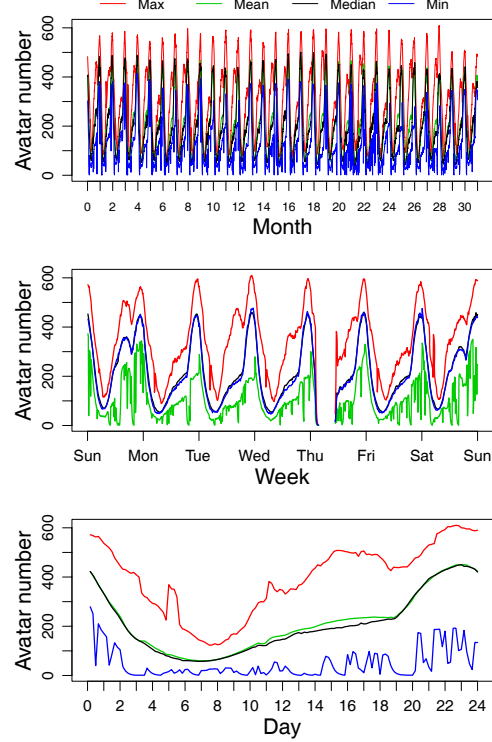 Max Mean Median Min
Avatar number
0 200 400 600
0 2 4 6 8 10 12 14 16 18 20 22 24 26 28 30
Month
Avatar number
0 200 400 600
Sun Mon Tue Wed Thu Fri Sat Sun
Week
Avatar number
0 200 400 600
0 2 4 6 8 10 12 14 16 18 20 22 24
Day